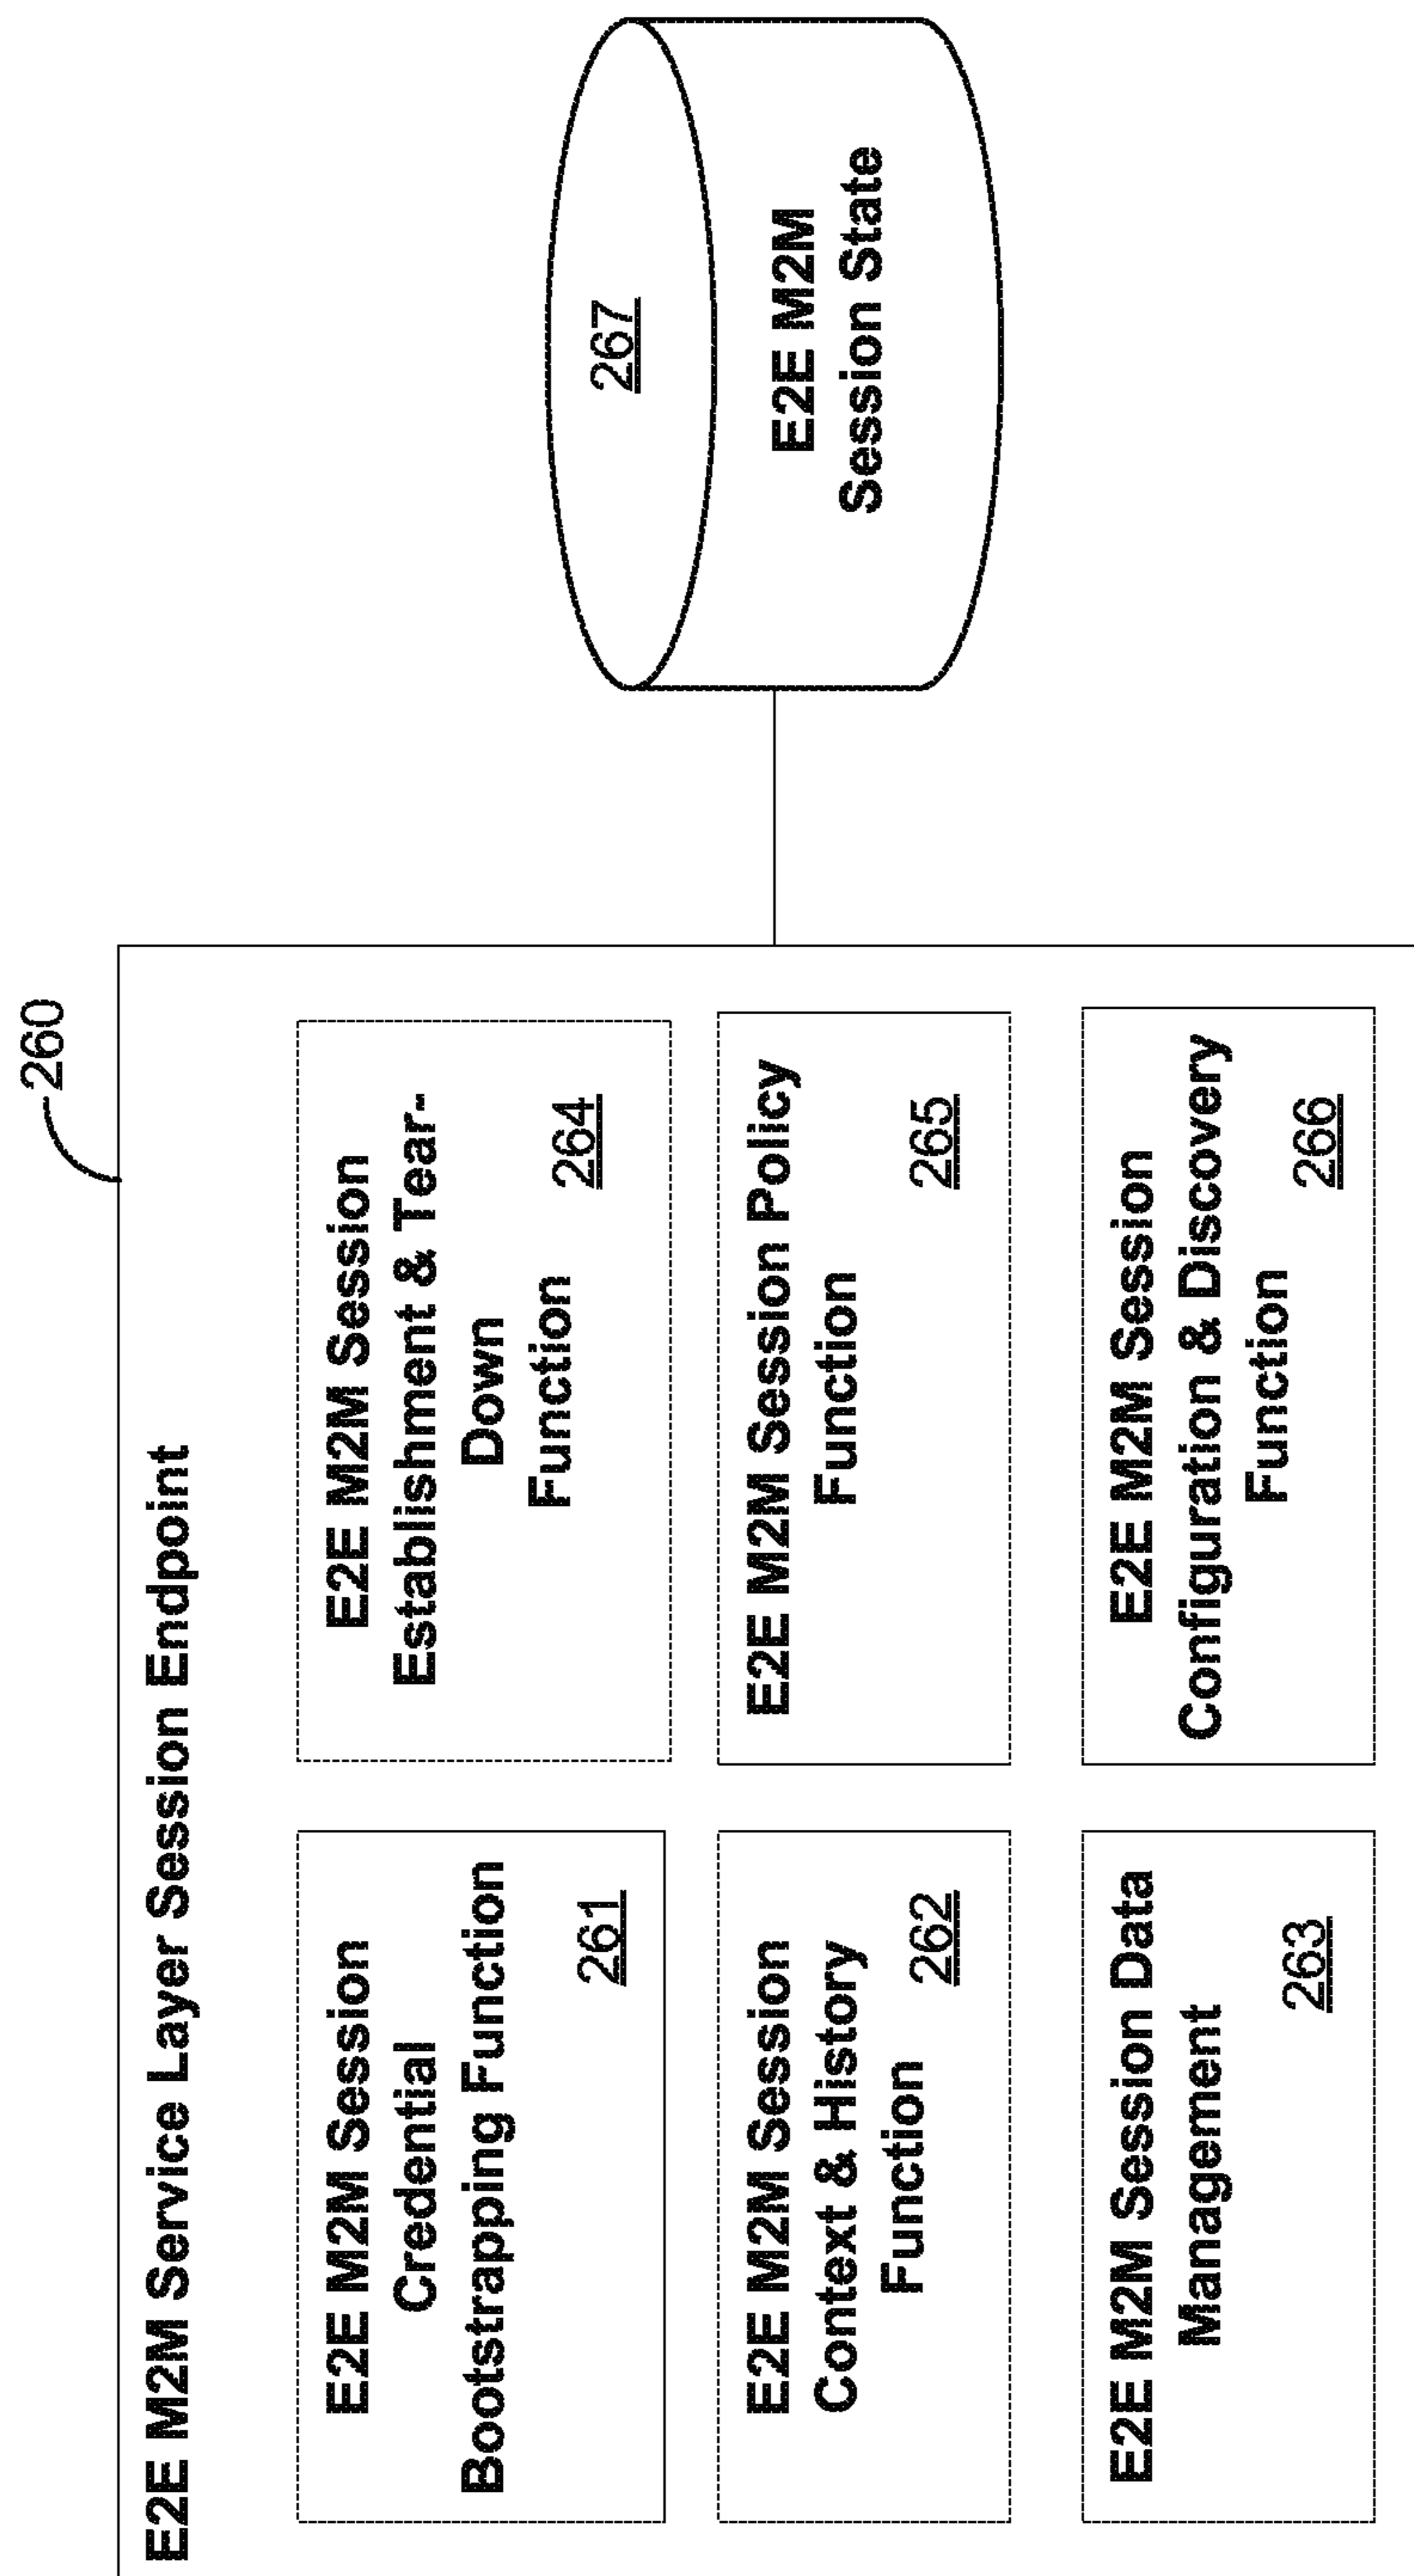 260
E2E M2M Service Layer Session Endpoint
E2E M2M Session
Credential
Bootstrapping Function
261
E2E M2M Session
Establishment & Tear-
Down
Function
264
E2E M2M Session
Context & History
Function
262
E2E M2M Session Policy
Function
265
E2E M2M Session Data
Management
263
E2E M2M Session
Configuration & Discovery
Function
266
267
E2E M2M
Session State